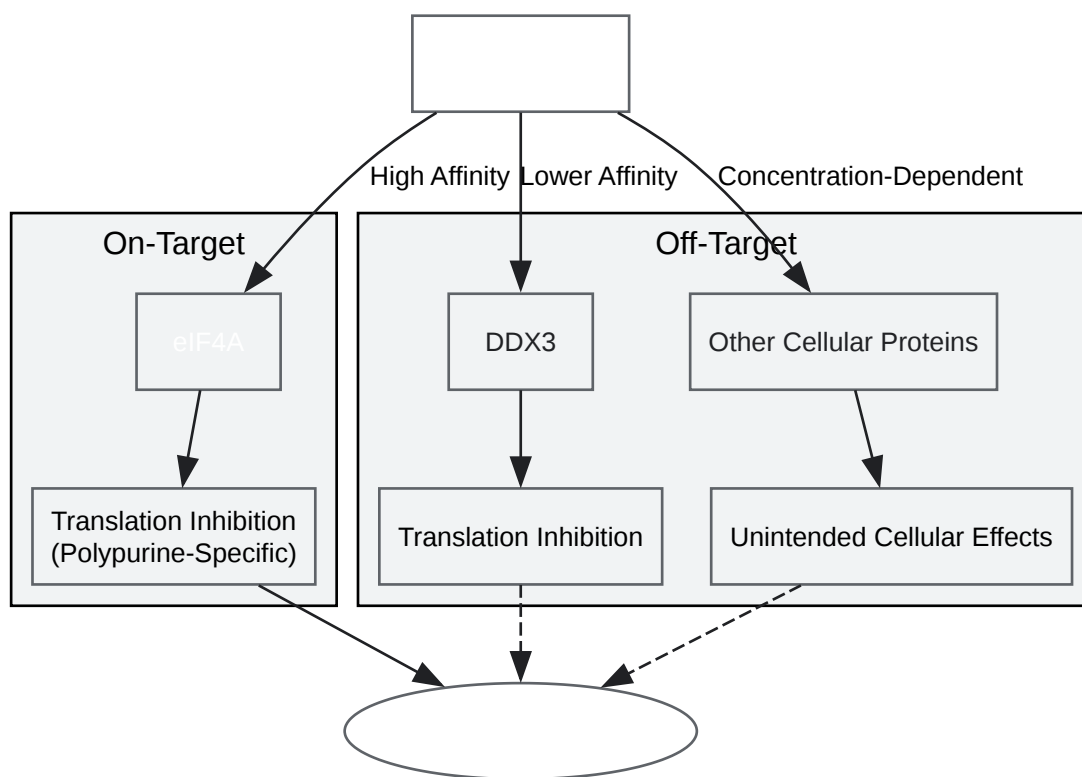 High Affinity
Lower Affinity
Concentration-Dependent
On-Target
Off-Target
eIF4A
DDX3
Other Cellular Proteins
Translation Inhibition
(Polypurine-Specific)
Translation Inhibition
Unintended Cellular Effects